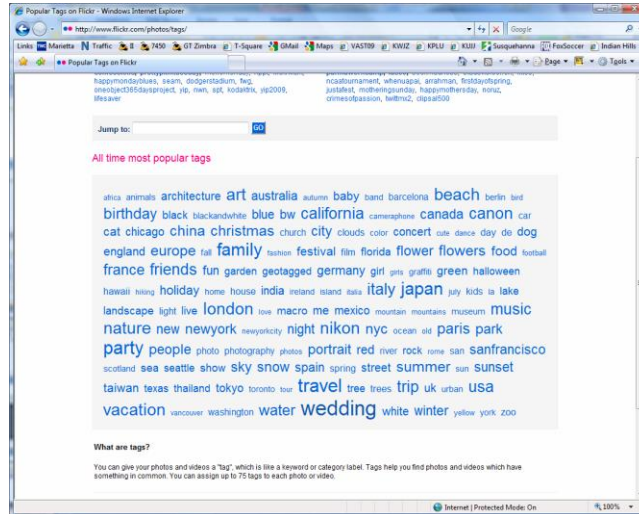 Popular Tags on Flickr - Windows Internet Explorer
http://www.flickr.com/photos/tags/
Google
Links Marietta Traffic 8 7450 GT Zimbra T-Square GMail Maps VAST09 KWIZ KPLU KUJJ Susquehanna FoxSoccer Indian Hills
Popular Tags on Flickr
Page Tools
happymondayblues, seam, dodgerstadium, fwg,
oneobject365daysproject, yip, nwn, spt, kodaktrix, yip2009,
lifesaver
ncaatournament, whenupai, arrahman, firstdayofspring,
justafest, motheringsunday, happymothersday, noruz,
crimesofpassion, twittmx2, clipsal500
Jump to: GO
All time most popular tags
africa animals architecture art australia autumn baby band barcelona beach berlin bird
birthday black blackandwhite blue bw california cameraphone canada canon car
cat chicago china christmas church city clouds color concert cute dance day de dog
england europe fall family fashion festival film florida flower flowers food football
france friends fun garden geotagged germany girl girls graffiti green halloween
hawaii hiking holiday home house india ireland island italia italy japan july kids la lake
landscape light live london love macro me mexico mountain mountains museum music
nature new newyork newyorkcity night nikon nyc ocean old paris park
party people photo photography photos portrait red river rock rome san sanfrancisco
scotland sea seattle show sky snow spain spring street summer sun sunset
taiwan texas thailand tokyo toronto tour travel tree trees trip uk urban usa
vacation vancouver washington water wedding white winter yellow york zoo
What are tags?
You can give your photos and videos a "tag", which is like a keyword or category label. Tags help you find photos and videos which have
something in common. You can assign up to 75 tags to each photo or video.
Internet | Protected Mode: On 100%